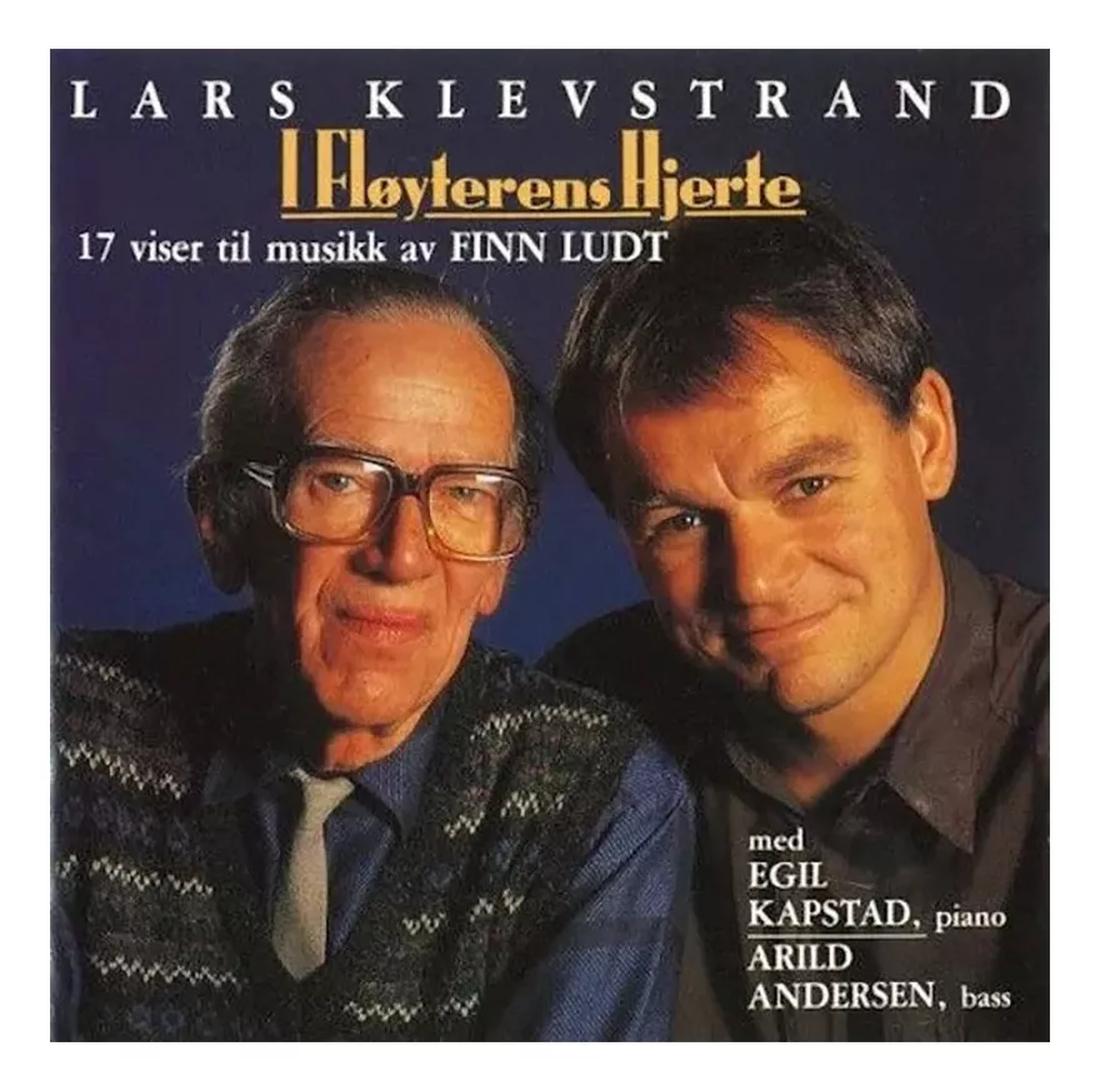 LARS KLEVSTRAND
I Fløyterens Hjerte
17 viser til musikk av FINN LUDT
med
EGIL
KAPSTAD, piano
ARILD
ANDERSEN, bass